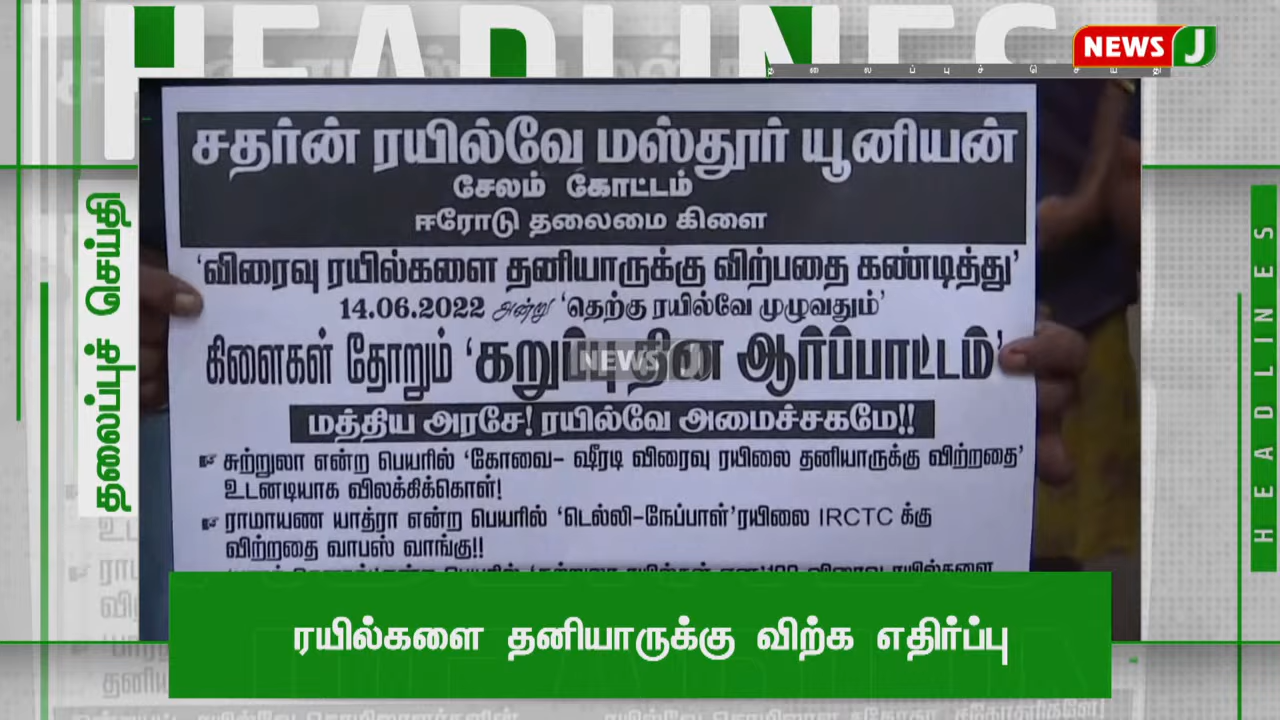 HEADLINES
NEWS J
தலைப்புச் செய்தி
சதர்ன் ரயில்வே மஸ்தூர் யூனியன்
சேலம் கோட்டம்
ஈரோடு தலைமை கிளை
'விரைவு ரயில்களை தனியாருக்கு விற்பதை கண்டித்து'
14.06.2022 அன்று 'தெற்கு ரயில்வே முழுவதும்'
கிளைகள் தோறும் 'கறுப்புதின ஆர்ப்பாட்டம்'
NEWS J
மத்திய அரசே! ரயில்வே அமைச்சகமே!!
சுற்றுலா என்ற பெயரில் 'கோவை- ஷீரடி விரைவு ரயிலை தனியாருக்கு விற்றதை'
உடனடியாக விலக்கிக்கொள்!
ராமாயண யாத்ரா என்ற பெயரில் 'டெல்லி-நேப்பாள்'ரயிலை IRCTC க்கு
விற்றதை வாபஸ் வாங்கு!!
தலைப்புச் செய்தி
HEADLINES
ரயில்களை தனியாருக்கு விற்க எதிர்ப்பு